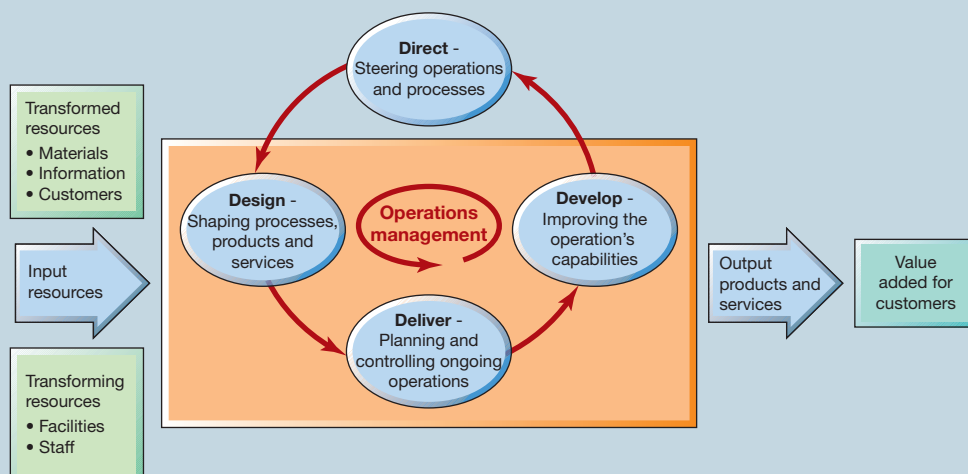 Direct -
Steering operations
and processes
Transformed
resources
• Materials
• Information
• Customers
Input
resources
Transforming
resources
• Facilities
• Staff
Design -
Shaping processes,
products and
services
Operations
management
Develop -
Improving the
operation's
capabilities
Deliver -
Planning and
controlling ongoing
operations
Output
products and
services
Value
added for
customers